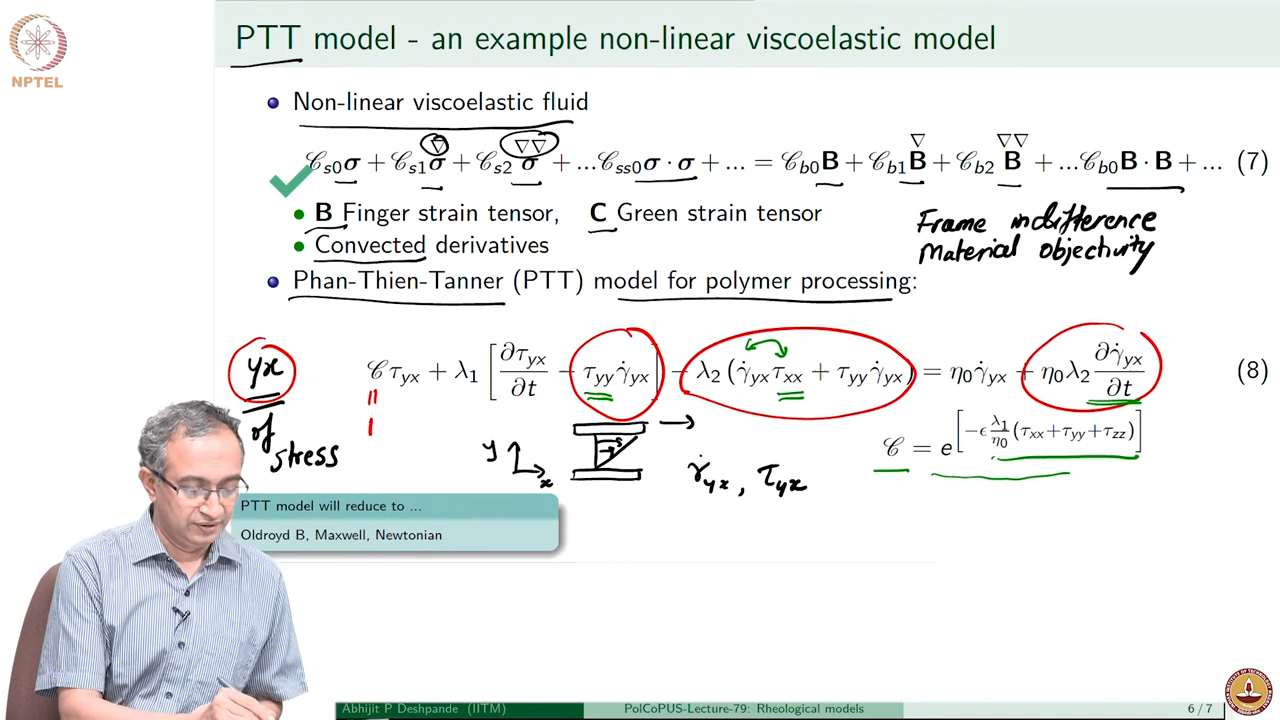 NPTEL
PTT model - an example non-linear viscoelastic model
Non-linear viscoelastic fluid
𝒞s0σ + 𝒞s1σ^∇ + 𝒞s2σ^∇∇ + ...𝒞ss0σ · σ + ... = 𝒞b0B + 𝒞b1B^∇ + 𝒞b2B^∇∇ + ...𝒞b0B · B + ... (7)
B Finger strain tensor, C Green strain tensor
Convected derivatives
Frame indifference
Material objectivity
Phan-Thien-Tanner (PTT) model for polymer processing:
yx
of
stress
𝒞τyx + λ1 [∂τyx/∂t − τyyγ̇yx] − λ2 (γ̇yxτxx + τyyγ̇yx) = η0γ̇yx + η0λ2 ∂γ̇yx/∂t (8)
||
1
𝒞 = e^[−ϵ λ1/η0 (τxx+τyy+τzz)]
y
x
γ̇yx, τyx
PTT model will reduce to ...
Oldroyd B, Maxwell, Newtonian
Abhijit P Deshpande (IITM) PolCoPUS-Lecture-79: Rheological models 6 / 7